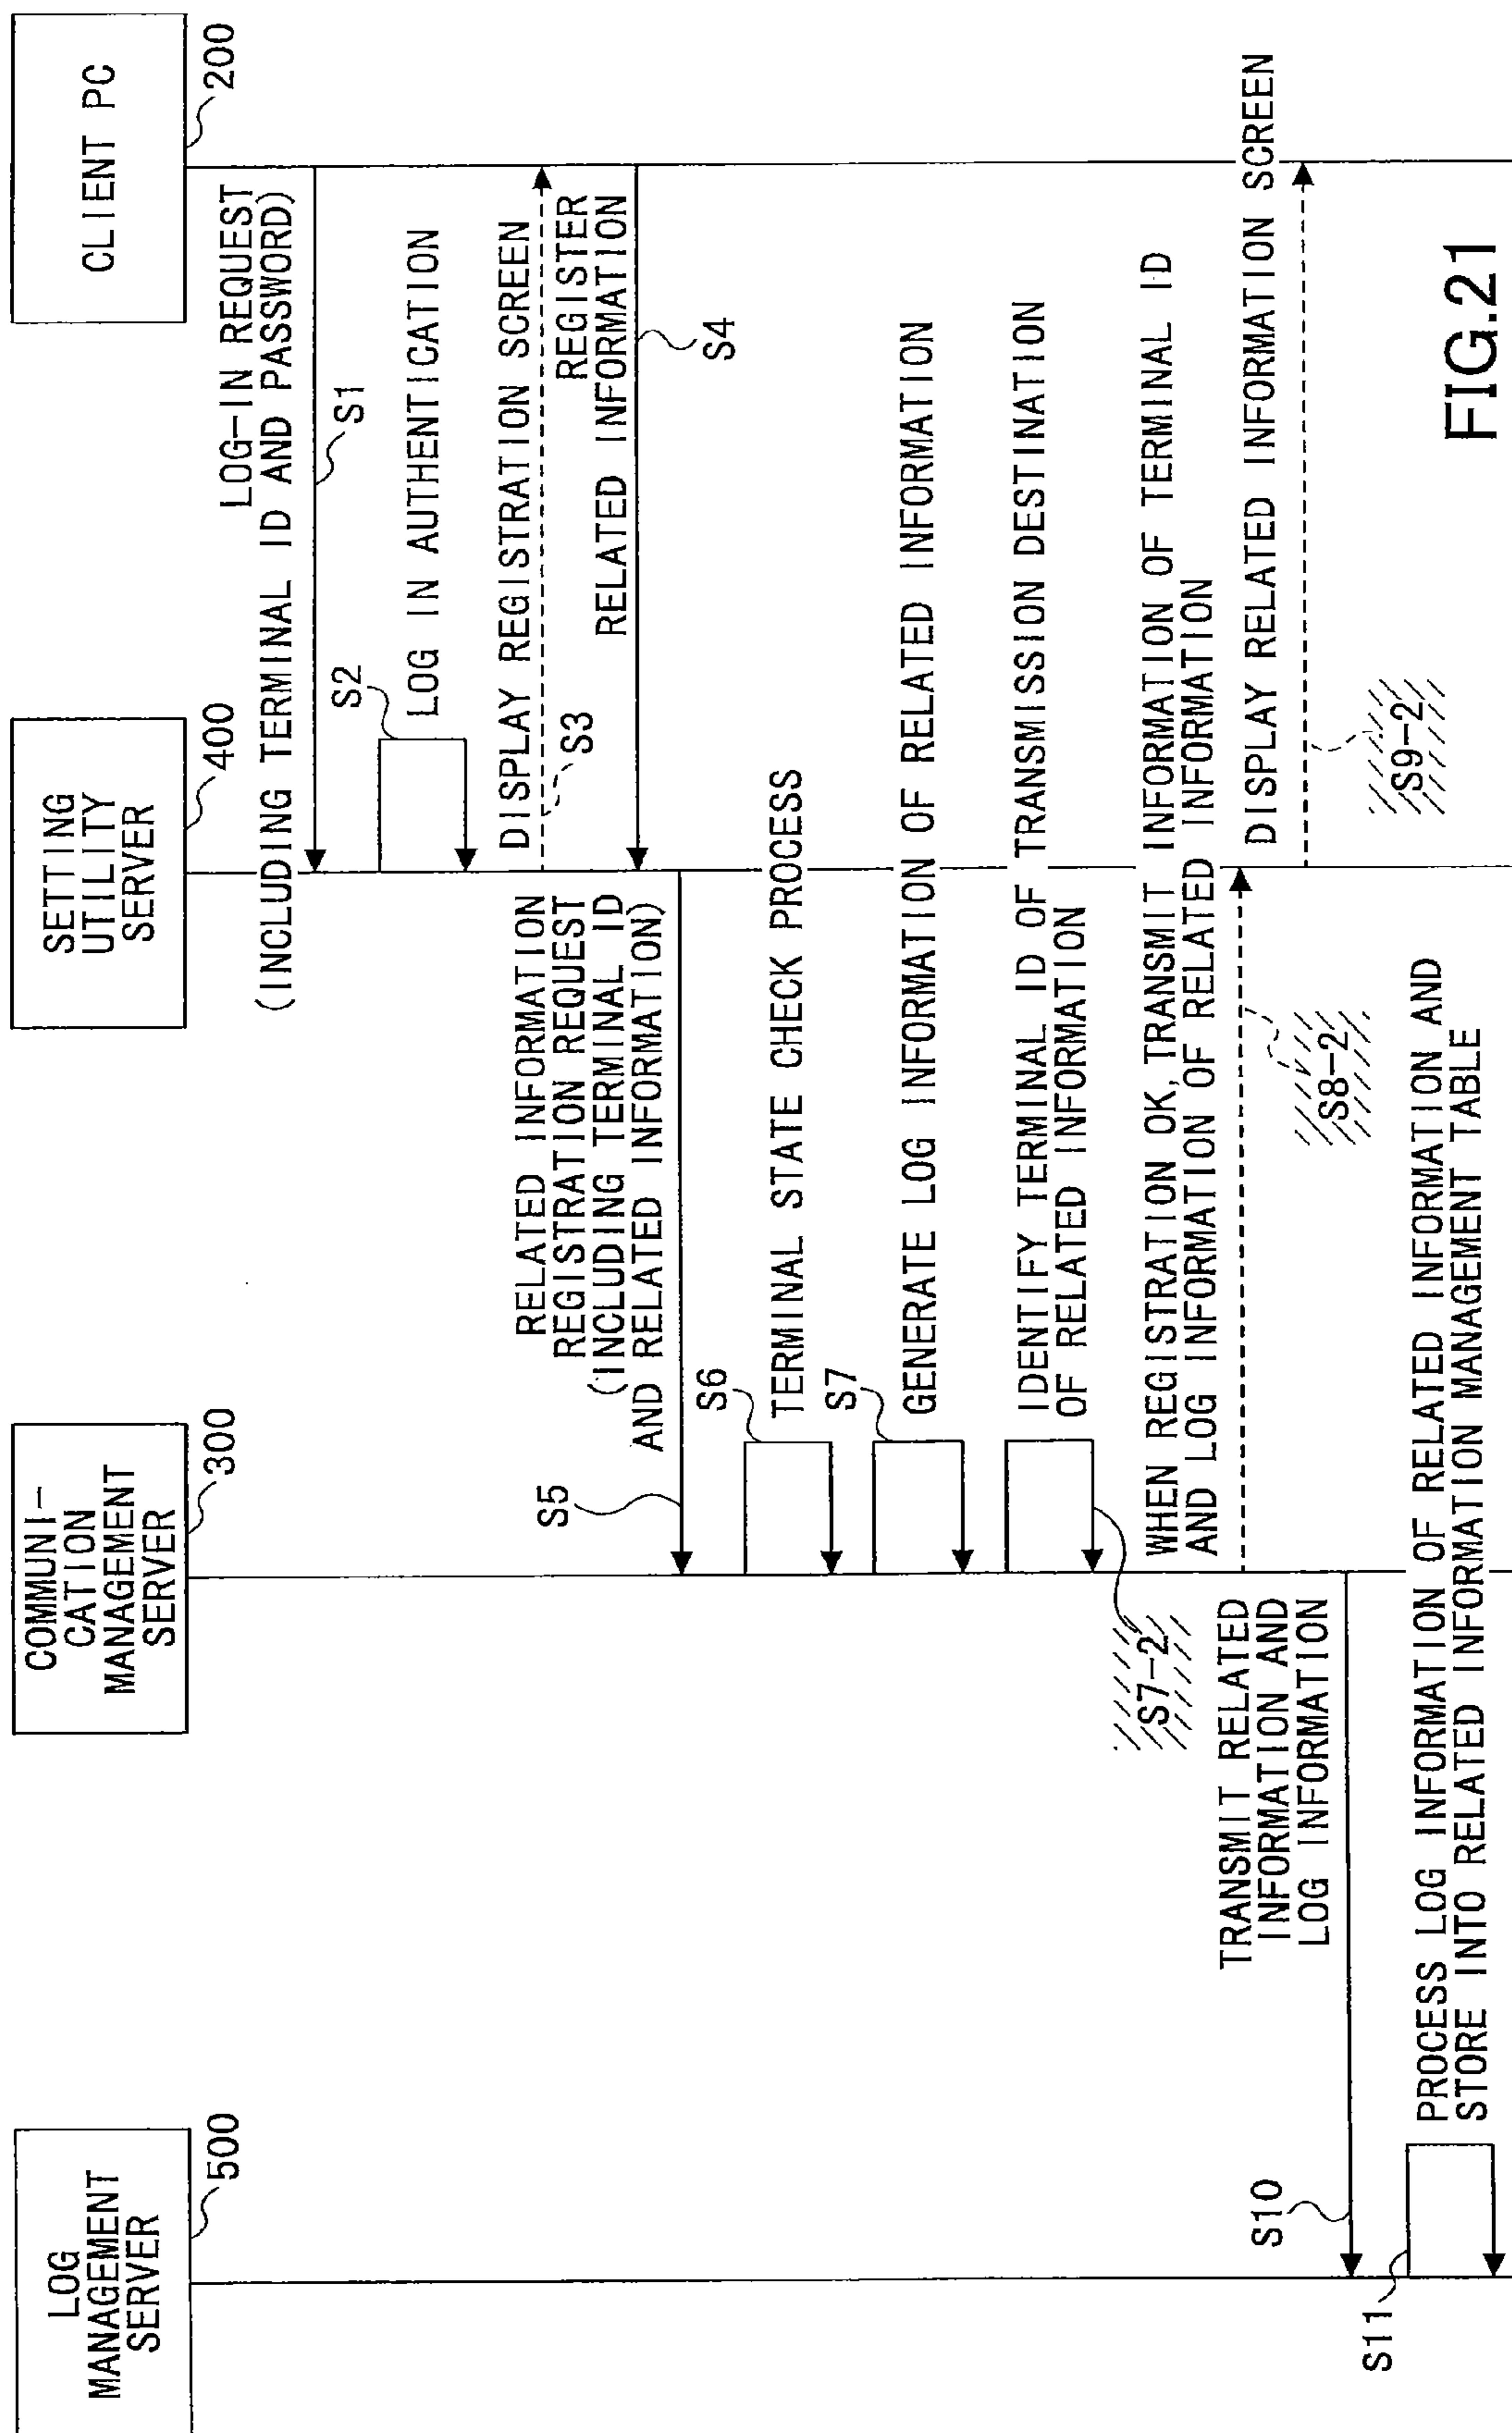 LOG
MANAGEMENT
SERVER
500
COMMUNI-
CATION
MANAGEMENT
SERVER
300
SETTING
UTILITY
SERVER
400
CLIENT PC
200
LOG-IN REQUEST
(INCLUDING TERMINAL ID AND PASSWORD)
S1
S2
LOG IN AUTHENTICATION
DISPLAY REGISTRATION SCREEN
S3
REGISTER
RELATED INFORMATION
S4
RELATED INFORMATION
REGISTRATION REQUEST
(INCLUDING TERMINAL ID
AND RELATED INFORMATION)
S5
S6
TERMINAL STATE CHECK PROCESS
S7
GENERATE LOG INFORMATION OF RELATED INFORMATION
IDENTIFY TERMINAL ID OF TRANSMISSION DESTINATION
OF RELATED INFORMATION
S7-2
WHEN REGISTRATION OK, TRANSMIT INFORMATION OF TERMINAL ID
AND LOG INFORMATION OF RELATED INFORMATION
S8-2
DISPLAY RELATED INFORMATION SCREEN
S9-2
TRANSMIT RELATED
INFORMATION AND
LOG INFORMATION
S10
S11
PROCESS LOG INFORMATION OF RELATED INFORMATION AND
STORE INTO RELATED INFORMATION MANAGEMENT TABLE
FIG.21